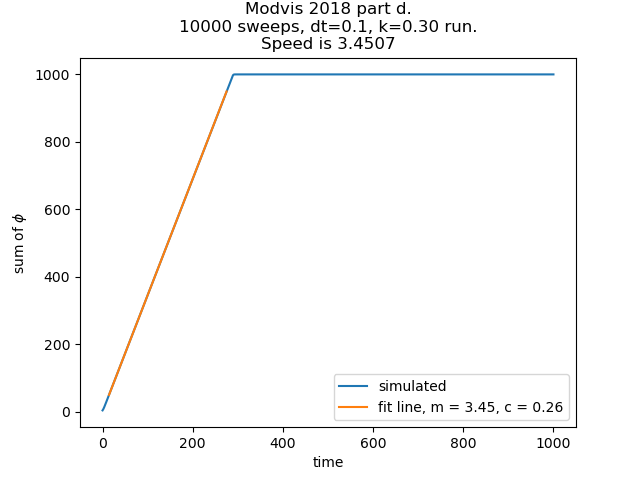 Modvis 2018 part d.
10000 sweeps, dt=0.1, k=0.30 run.
Speed is 3.4507
sum of ϕ
1000
800
600
400
200
0
simulated
fit line, m = 3.45, c = 0.26
0 200 400 600 800 1000
time